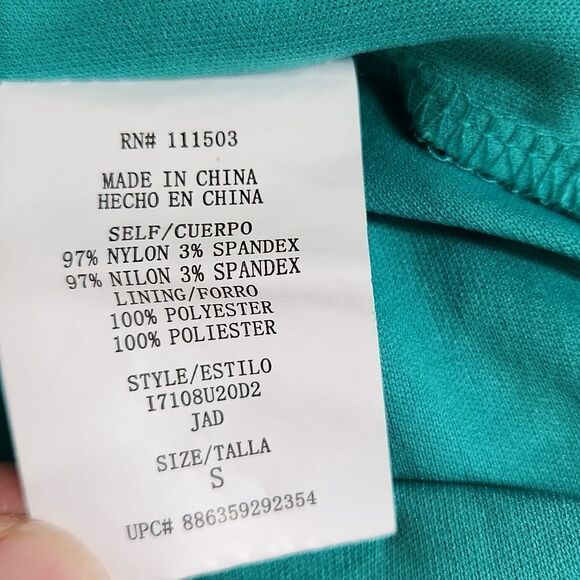 RN# 111503
MADE IN CHINA
HECHO EN CHINA
SELF/CUERPO
97% NYLON 3% SPANDEX
97% NILON 3% SPANDEX
LINING/FORRO
100% POLYESTER
100% POLIESTER
STYLE/ESTILO
I7108U20D2
JAD
SIZE/TALLA
S
UPC# 886359292354